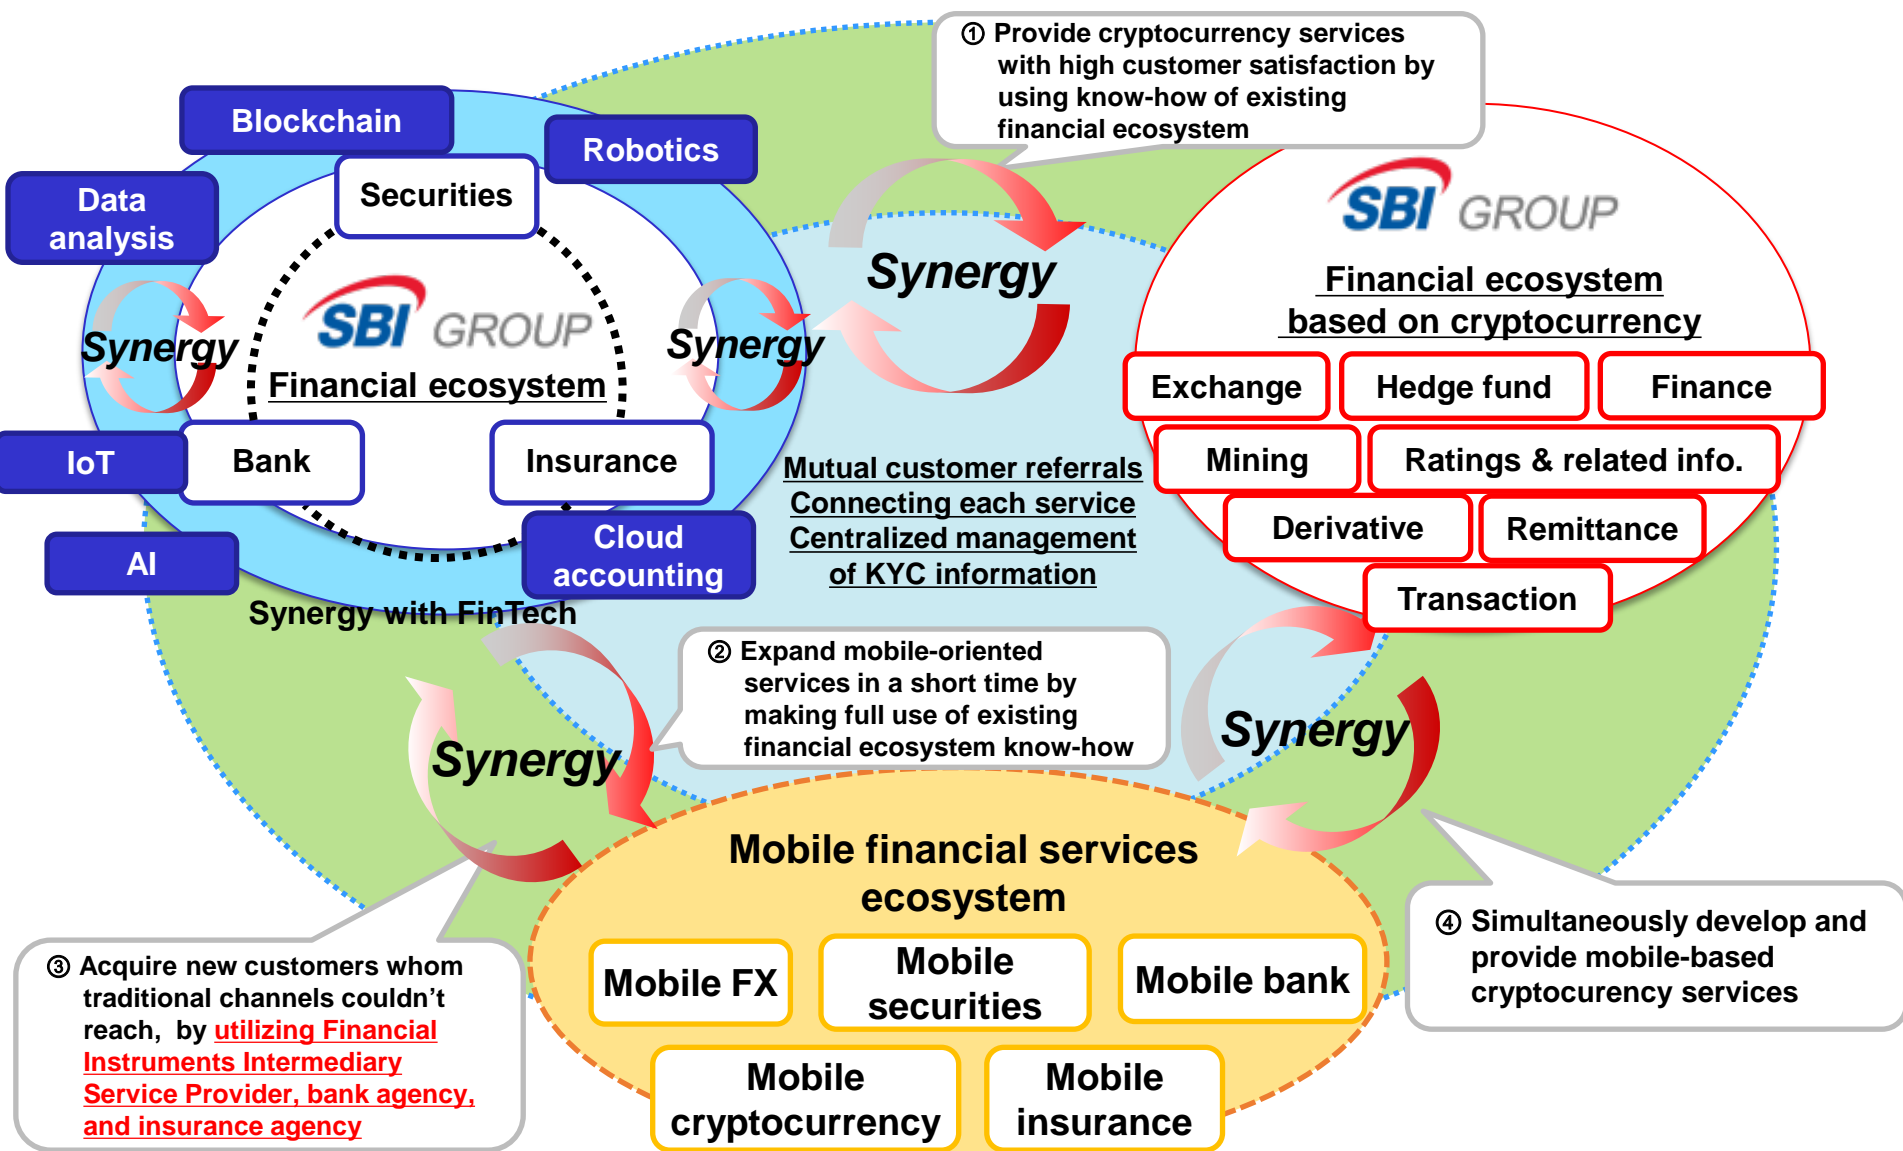 ① Provide cryptocurrency services
with high customer satisfaction by
using know-how of existing
financial ecosystem
Blockchain
Robotics
Data
analysis
Securities
SBI GROUP
Financial ecosystem
Synergy
Synergy
Bank
Insurance
IoT
AI
Cloud
accounting
Synergy with FinTech
Synergy
SBI GROUP
Financial ecosystem
based on cryptocurrency
Exchange
Hedge fund
Finance
Mining
Ratings & related info.
Derivative
Remittance
Transaction
Mutual customer referrals
Connecting each service
Centralized management
of KYC information
② Expand mobile-oriented
services in a short time by
making full use of existing
financial ecosystem know-how
Synergy
Synergy
Mobile financial services
ecosystem
Mobile FX
Mobile
securities
Mobile bank
Mobile
cryptocurrency
Mobile
insurance
③ Acquire new customers whom
traditional channels couldn’t
reach, by utilizing Financial
Instruments Intermediary
Service Provider, bank agency,
and insurance agency
④ Simultaneously develop and
provide mobile-based
cryptocurency services